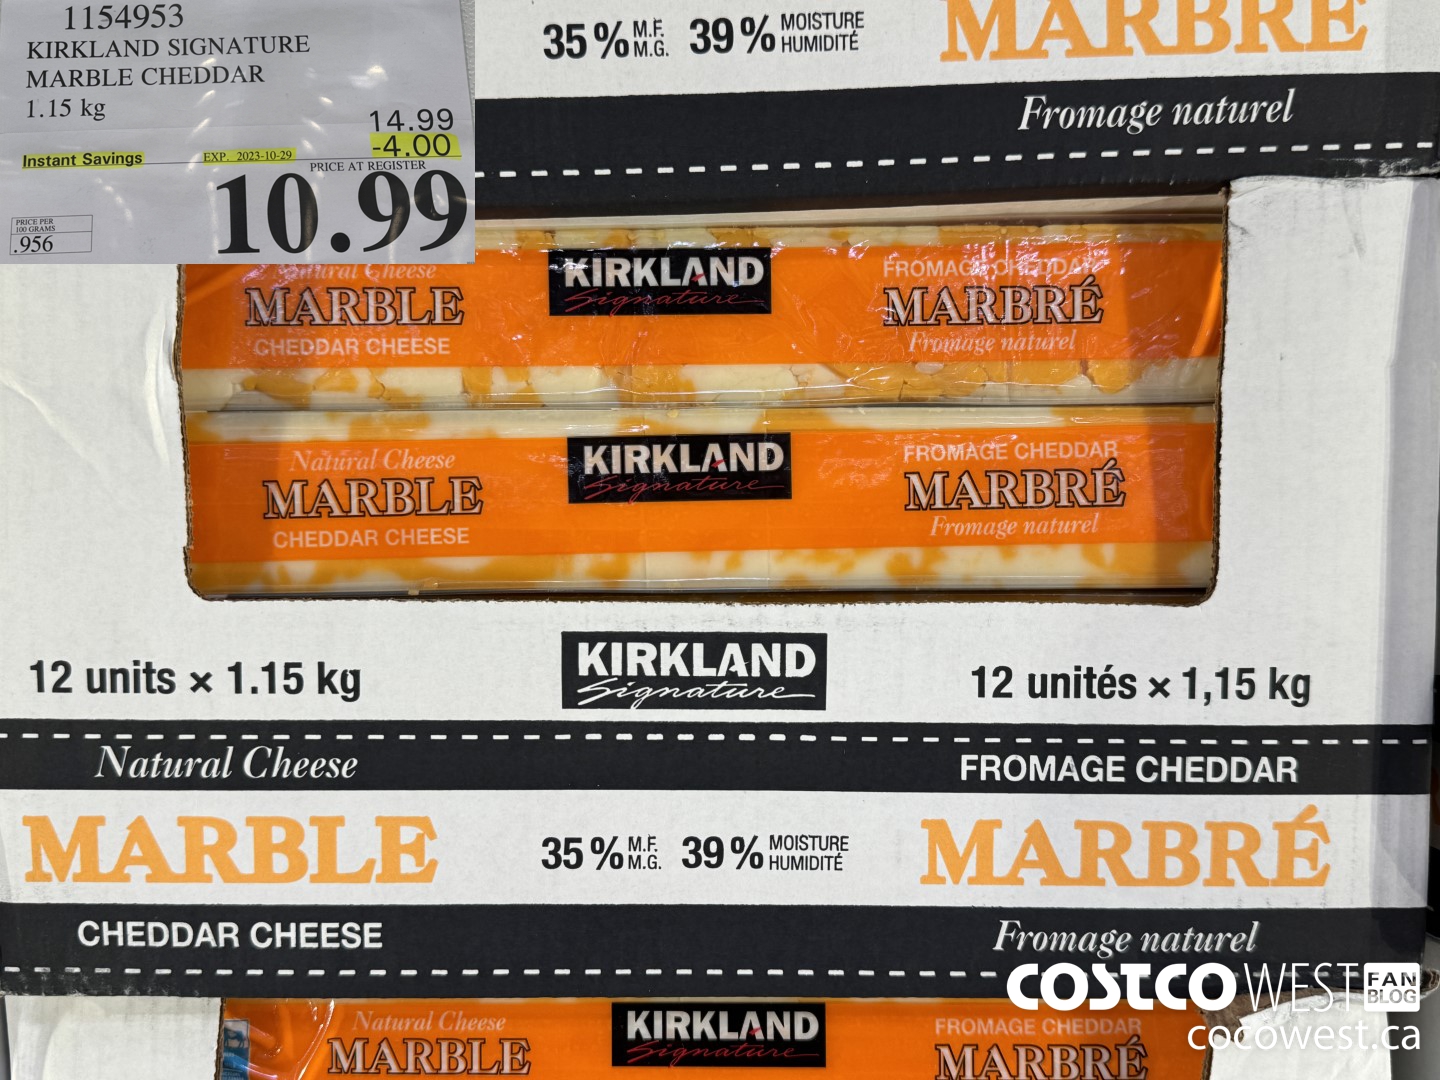 1154953
KIRKLAND SIGNATURE
MARBLE CHEDDAR
1.15 kg
14.99
-4.00
Instant Savings
EXP. 2023-10-29
PRICE AT REGISTER
10.99
PRICE PER
100 GRAMS
.956
35% M.F. M.G. 39% MOISTURE HUMIDITÉ
MARBRÉ
Fromage naturel
Natural Cheese
MARBLE
CHEDDAR CHEESE
KIRKLAND
Signature
FROMAGE CHEDDAR
MARBRÉ
Fromage naturel
Natural Cheese
MARBLE
CHEDDAR CHEESE
KIRKLAND
Signature
FROMAGE CHEDDAR
MARBRÉ
Fromage naturel
12 units × 1.15 kg
KIRKLAND
Signature
12 unités × 1,15 kg
Natural Cheese
FROMAGE CHEDDAR
MARBLE
35% M.F. M.G. 39% MOISTURE HUMIDITÉ
MARBRÉ
CHEDDAR CHEESE
Fromage naturel
COSTCO WEST FAN BLOG
cocowest.ca
Natural Cheese
MARBLE
KIRKLAND
Signature
FROMAGE CHEDDAR
MARBRÉ